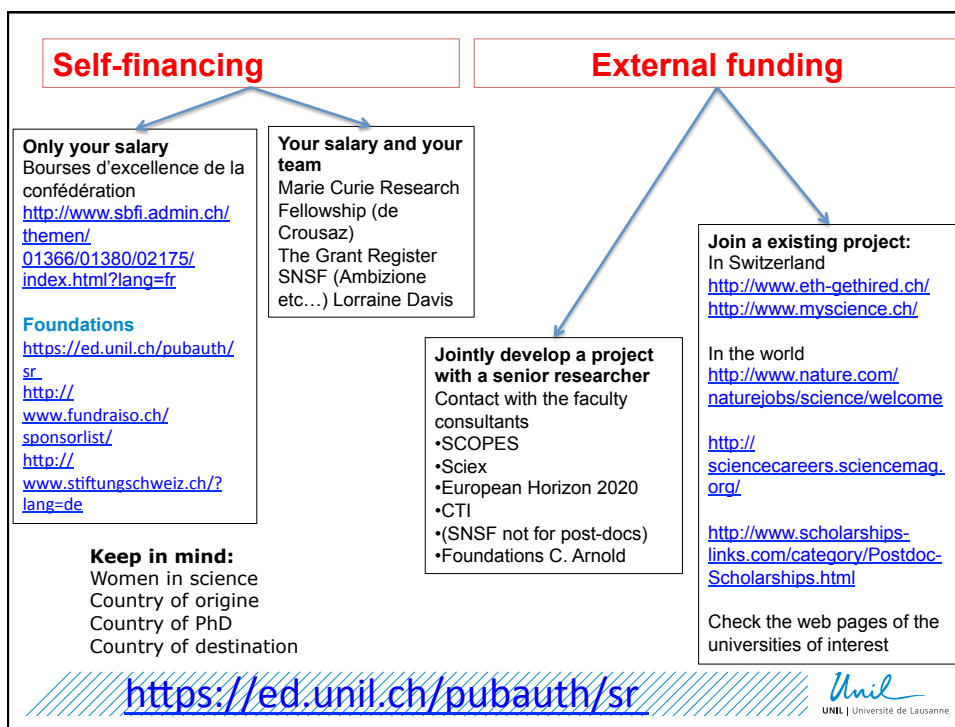 Self-financing
External funding
Only your salary
Bourses d'excellence de la
confédération
http://www.sbfi.admin.ch/
themen/
01366/01380/02175/
index.html?lang=fr
Foundations
https://ed.unil.ch/pubauth/
sr
http://
www.fundraiso.ch/
sponsorlist/
http://
www.stiftungschweiz.ch/?
lang=de
Your salary and your
team
Marie Curie Research
Fellowship (de
Crousaz)
The Grant Register
SNSF (Ambizione
etc…) Lorraine Davis
Jointly develop a project
with a senior researcher
Contact with the faculty
consultants
•SCOPES
•Sciex
•European Horizon 2020
•CTI
•(SNSF not for post-docs)
•Foundations C. Arnold
Join a existing project:
In Switzerland
http://www.eth-gethired.ch/
http://www.myscience.ch/
In the world
http://www.nature.com/
naturejobs/science/welcome
http://
sciencecareers.sciencemag.
org/
http://www.scholarships-
links.com/category/Postdoc-
Scholarships.html
Check the web pages of the
universities of interest
Keep in mind:
Women in science
Country of origine
Country of PhD
Country of destination
https://ed.unil.ch/pubauth/sr
Unil
UNIL | Université de Lausanne